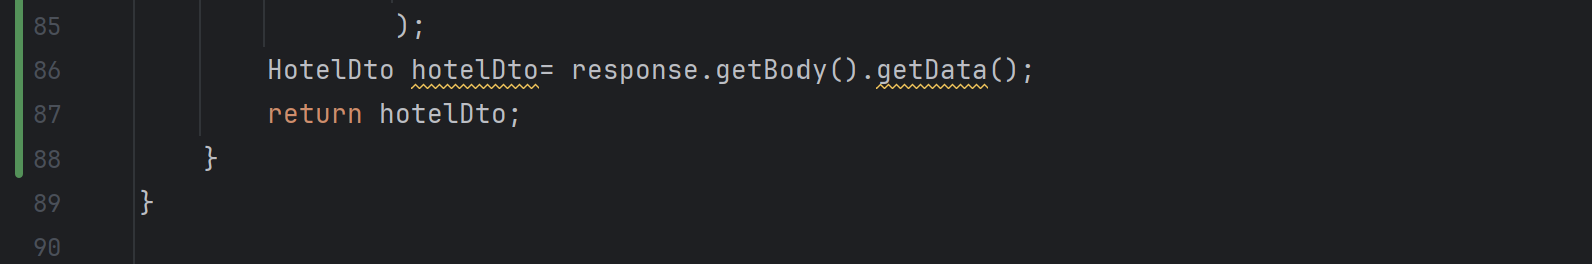 85 );
86 HotelDto hotelDto= response.getBody().getData();
87 return hotelDto;
88 }
89 }
90